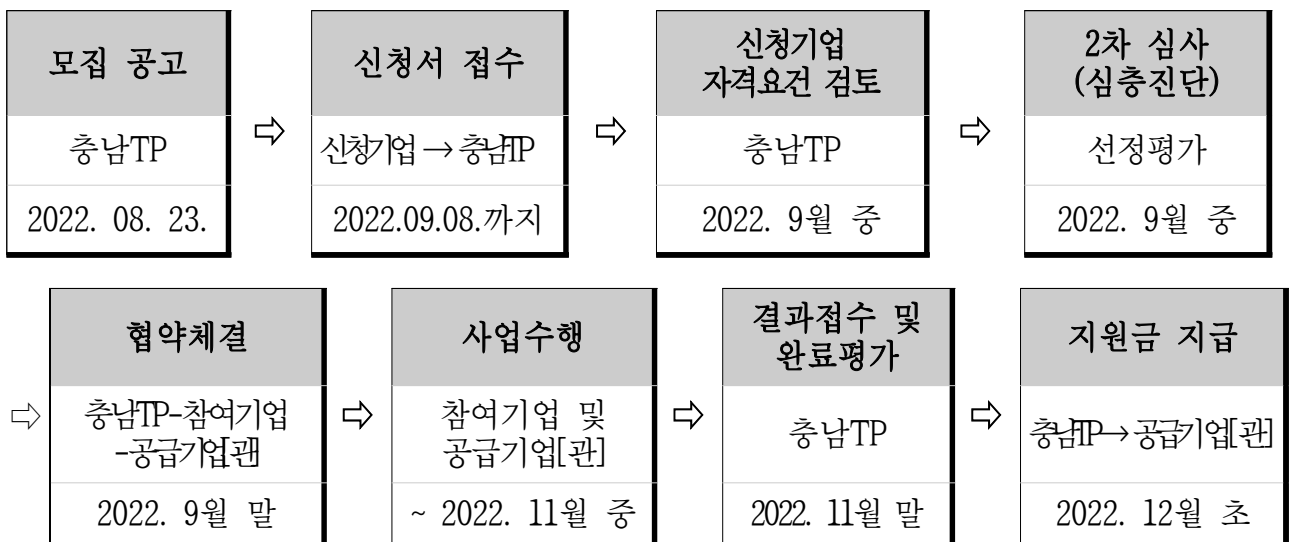 모집 공고
충남TP
2022. 08. 23.
⇨
신청서 접수
신청기업 → 충남TP
2022.09.08.까지
⇨
신청기업
자격요건 검토
충남TP
2022. 9월 중
⇨
2차 심사
(심층진단)
선정평가
2022. 9월 중
⇨
협약체결
충남TP-참여기업
-공급기업[관]
2022. 9월 말
⇨
사업수행
참여기업 및
공급기업[관]
~ 2022. 11월 중
⇨
결과접수 및
완료평가
충남TP
2022. 11월 말
⇨
지원금 지급
충남TP→공급기업[관]
2022. 12월 초